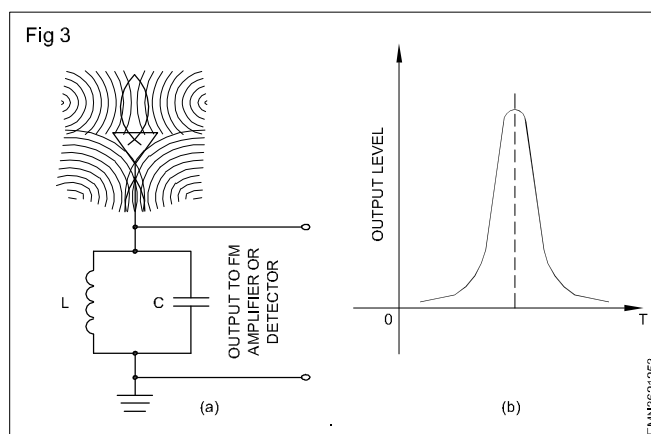 Fig 3
L
C
OUTPUT TO FM
AMPLIFIER OR
DETECTOR
(a)
OUTPUT LEVEL
0
T
(b)